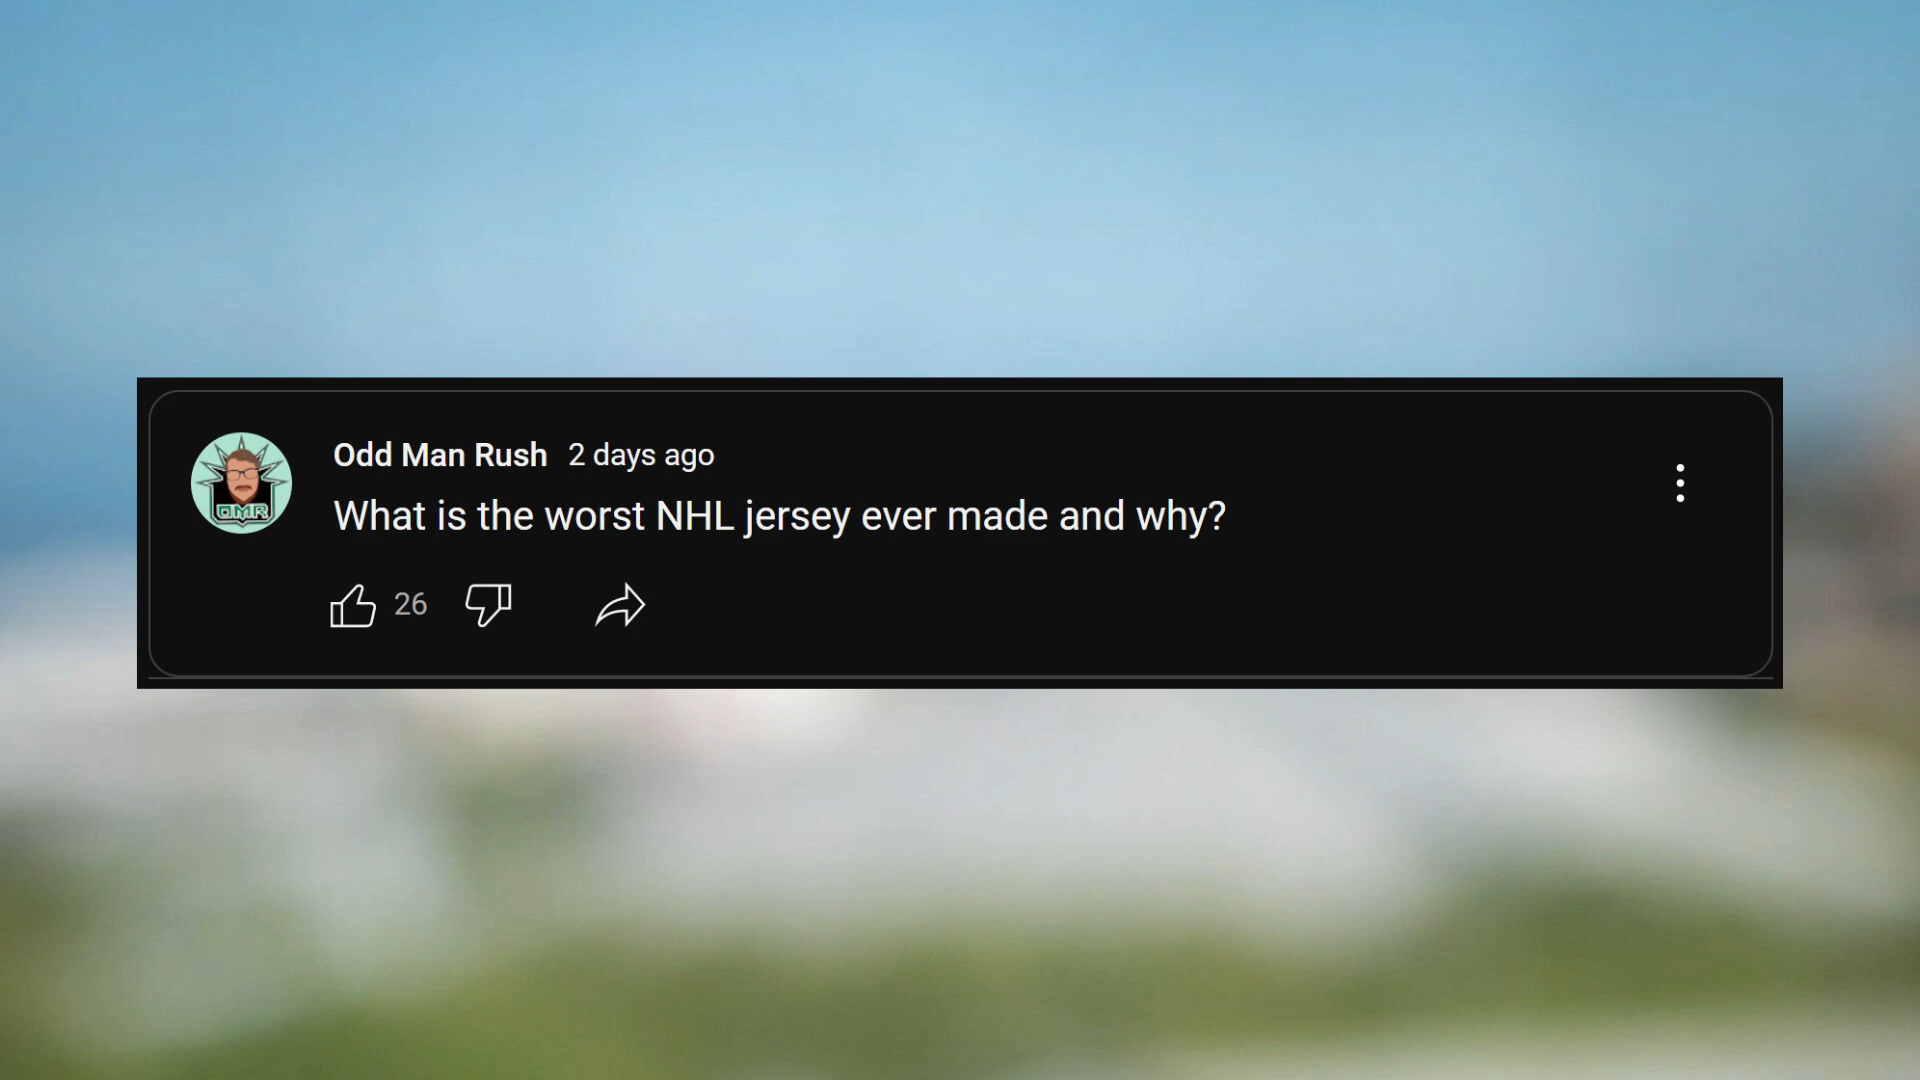 OMR
Odd Man Rush 2 days ago
What is the worst NHL jersey ever made and why?
26